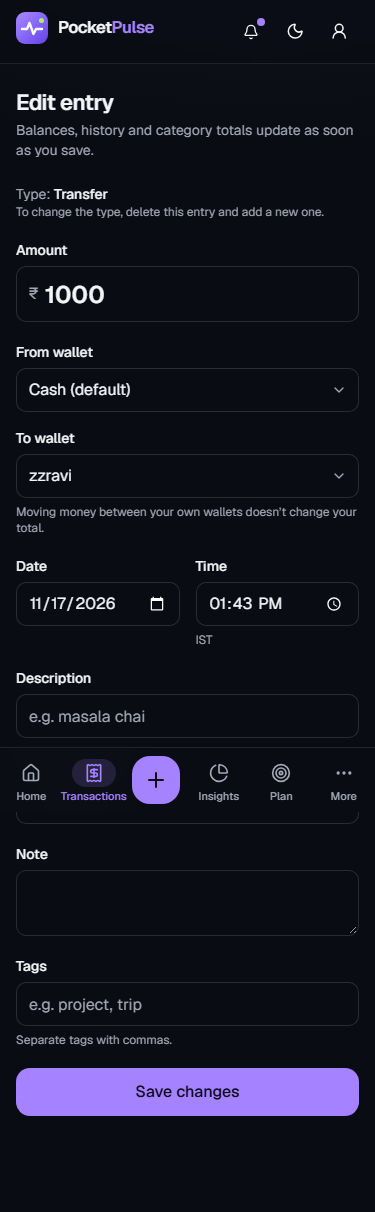 PocketPulse
Edit entry
Balances, history and category totals update as soon
as you save.
Type: Transfer
To change the type, delete this entry and add a new one.
Amount
₹ 1000
From wallet
Cash (default)
To wallet
zzravi
Moving money between your own wallets doesn't change your
total.
Date Time
11/17/2026 01:43 PM
IST
Description
e.g. masala chai
Home Transactions + Insights Plan More
Note
Tags
e.g. project, trip
Separate tags with commas.
Save changes